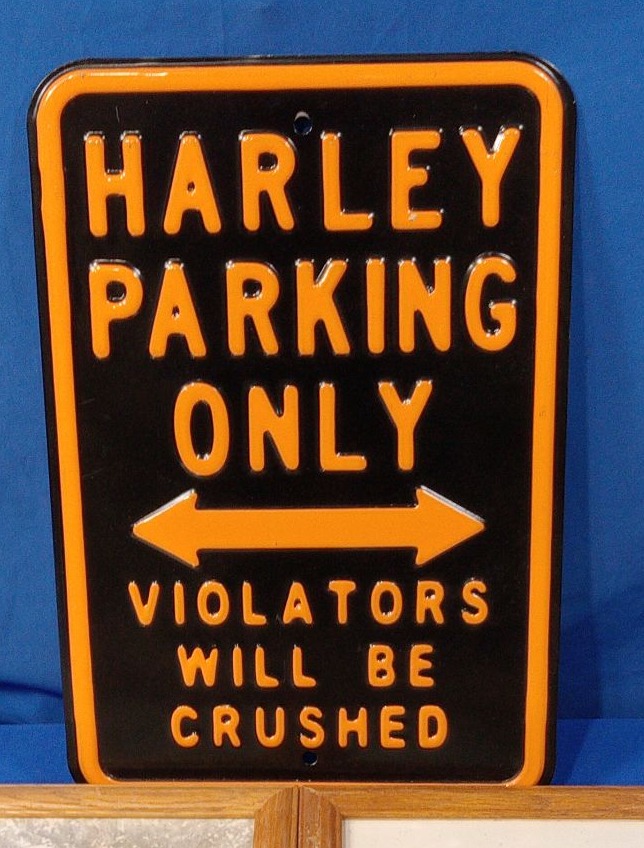 HARLEY
PARKING
ONLY
VIOLATORS
WILL BE
CRUSHED